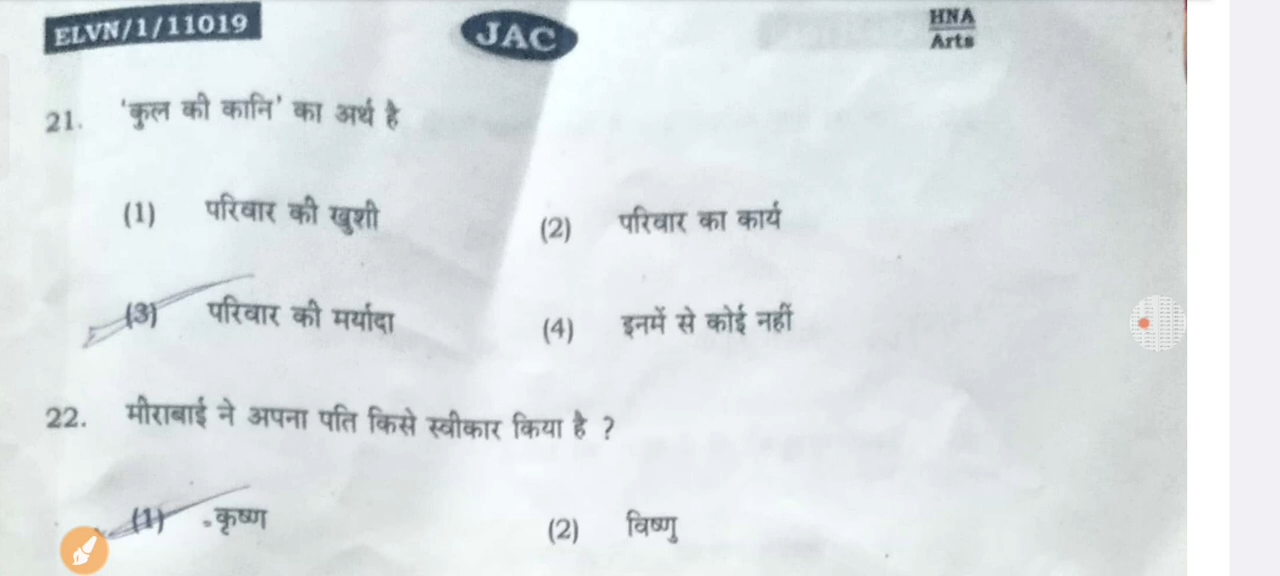 ELVN/1/11019 JAC HNA
Arts
21. 'कुल की कानि' का अर्थ है
(1) परिवार की खुशी (2) परिवार का कार्य
(3) परिवार की मर्यादा (4) इनमें से कोई नहीं
22. मीराबाई ने अपना पति किसे स्वीकार किया है ?
(1) कृष्ण (2) विष्णु